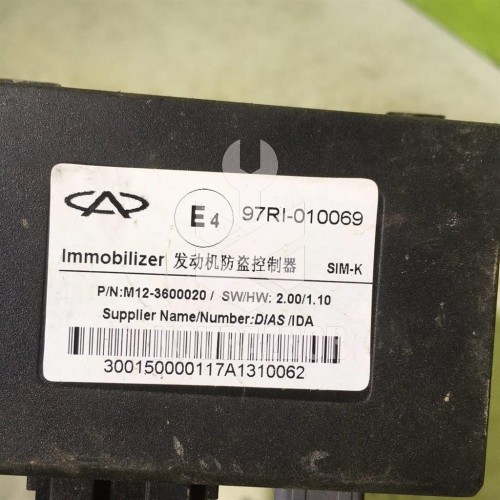 E4 97RI-010069
Immobilizer 发动机防盗控制器 SIM-K
P/N:M12-3600020 / SW/HW: 2.00/1.10
Supplier Name/Number:DIAS /IDA
300150000117A1310062